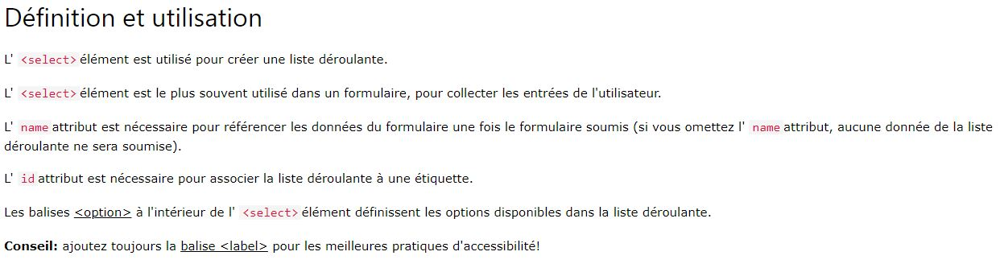 Définition et utilisation
L' <select> élément est utilisé pour créer une liste déroulante.
L' <select> élément est le plus souvent utilisé dans un formulaire, pour collecter les entrées de l'utilisateur.
L' name attribut est nécessaire pour référencer les données du formulaire une fois le formulaire soumis (si vous omettez l' name attribut, aucune donnée de la liste
déroulante ne sera soumise).
L' id attribut est nécessaire pour associer la liste déroulante à une étiquette.
Les balises <option> à l'intérieur de l' <select> élément définissent les options disponibles dans la liste déroulante.
Conseil: ajoutez toujours la balise <label> pour les meilleures pratiques d'accessibilité!